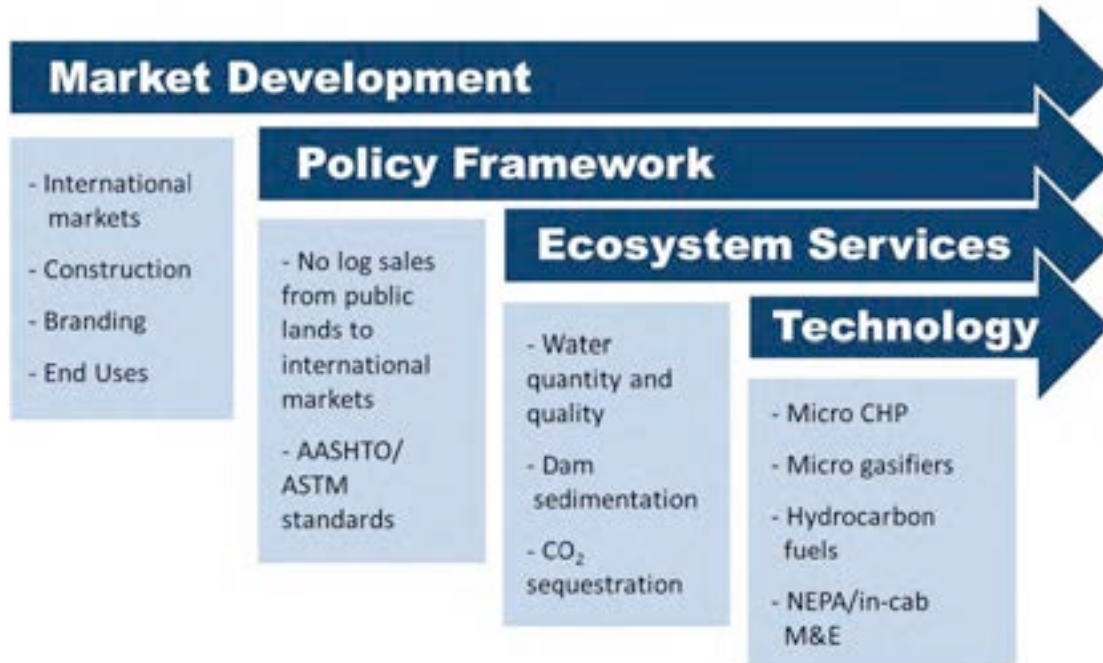 Market Development
- International
markets
- Construction
- Branding
- End Uses
Policy Framework
- No log sales
from public
lands to
international
markets
- AASHTO/
ASTM
standards
Ecosystem Services
- Water
quantity and
quality
- Dam
sedimentation
- CO₂
sequestration
Technology
- Micro CHP
- Micro gasifiers
- Hydrocarbon
fuels
- NEPA/in-cab
M&E